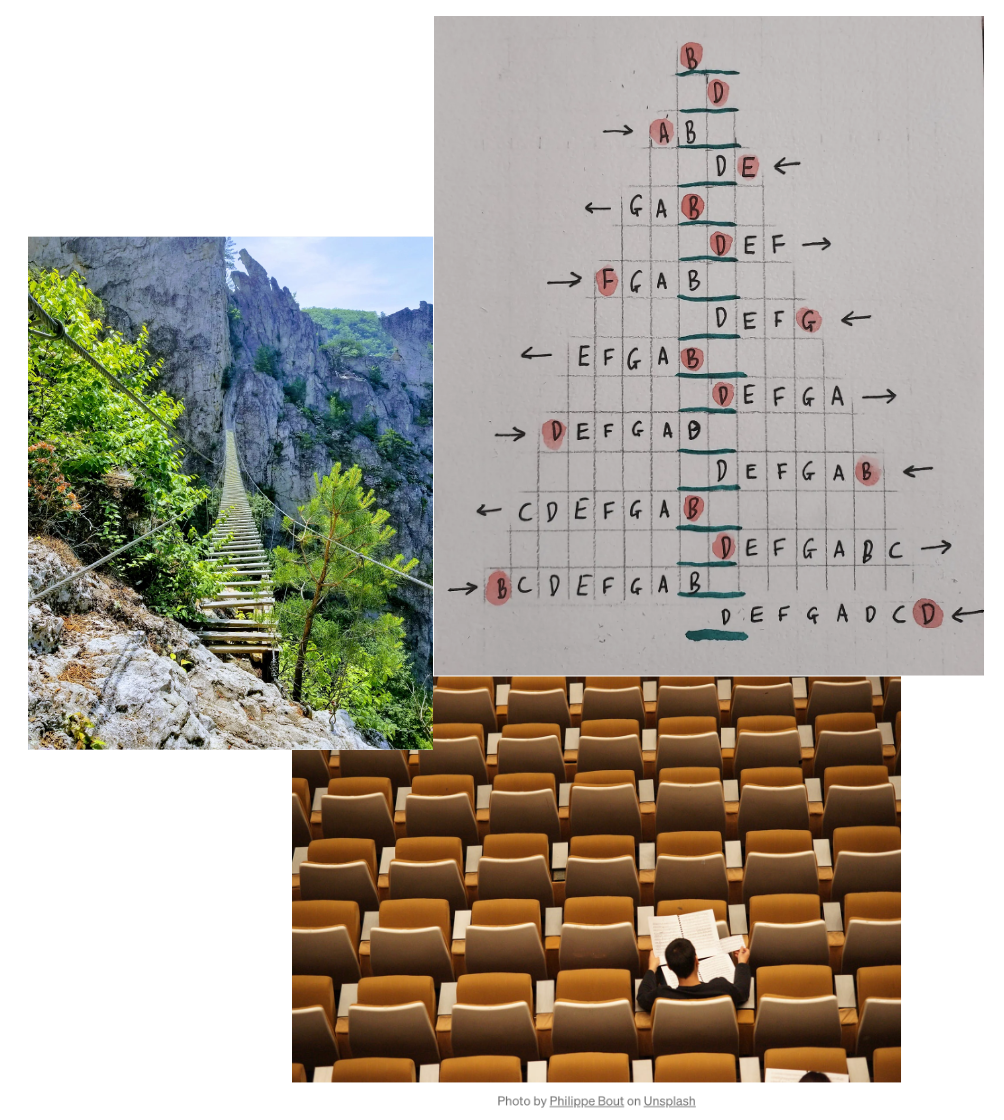 B
D
→ A B
D E ←
← G A B
D E F →
→ F G A B
D E F G ←
← E F G A B
D E F G A →
→ D E F G A B
D E F G A B ←
← C D E F G A B
D E F G A B C →
→ B C D E F G A B
D E F G A D C D ←
Photo by Philippe Bout on Unsplash